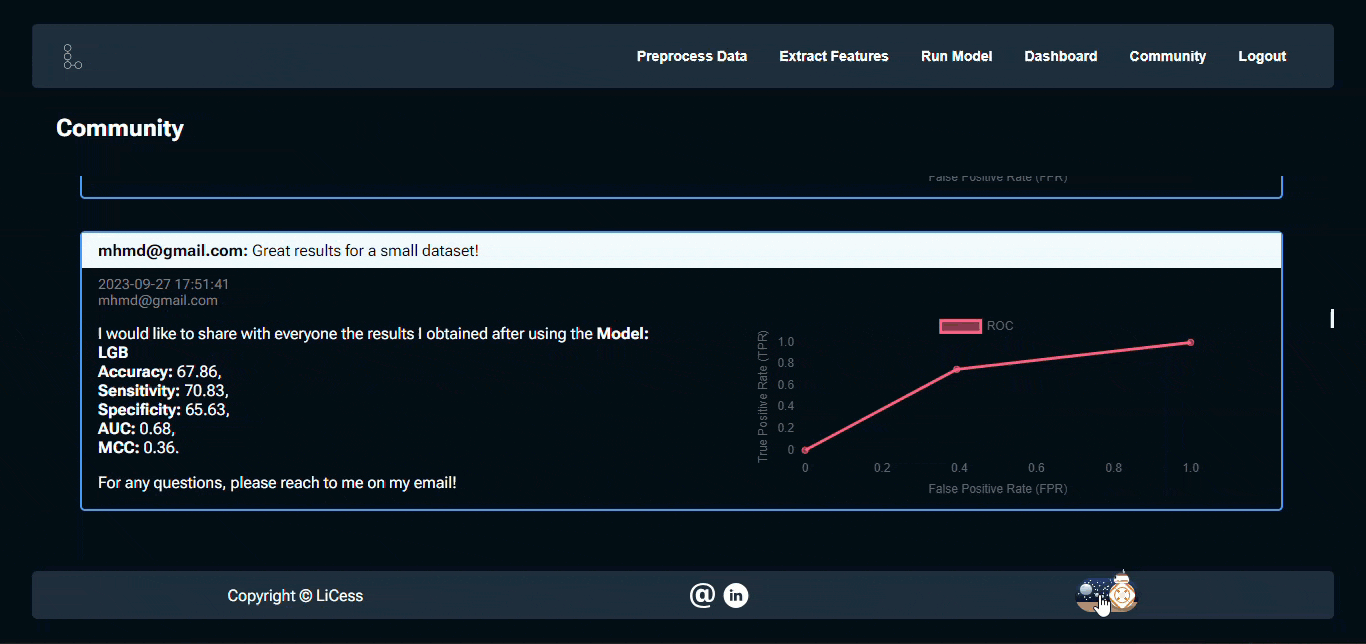 Preprocess Data Extract Features Run Model Dashboard Community Logout
Community
False Positive Rate (FPR)
mhmd@gmail.com: Great results for a small dataset!
2023-09-27 17:51:41
mhmd@gmail.com
I would like to share with everyone the results I obtained after using the Model:
LGB
Accuracy: 67.86,
Sensitivity: 70.83,
Specificity: 65.63,
AUC: 0.68,
MCC: 0.36.
For any questions, please reach to me on my email!
ROC
True Positive Rate (TPR)
1.0
0.8
0.6
0.4
0.2
0
0 0.2 0.4 0.6 0.8 1.0
False Positive Rate (FPR)
Copyright © LiCess
@ in